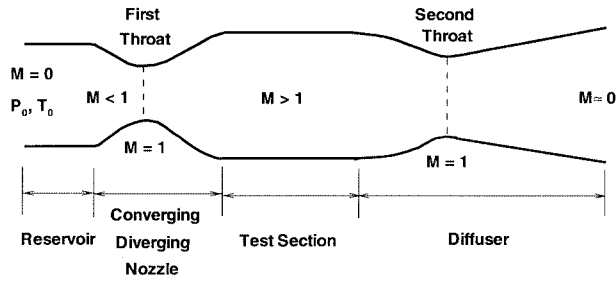 First
Throat
Second
Throat
M = 0
P0, T0
M < 1
M > 1
M ≈ 0
M = 1
M = 1
Reservoir
Converging
Diverging
Nozzle
Test Section
Diffuser